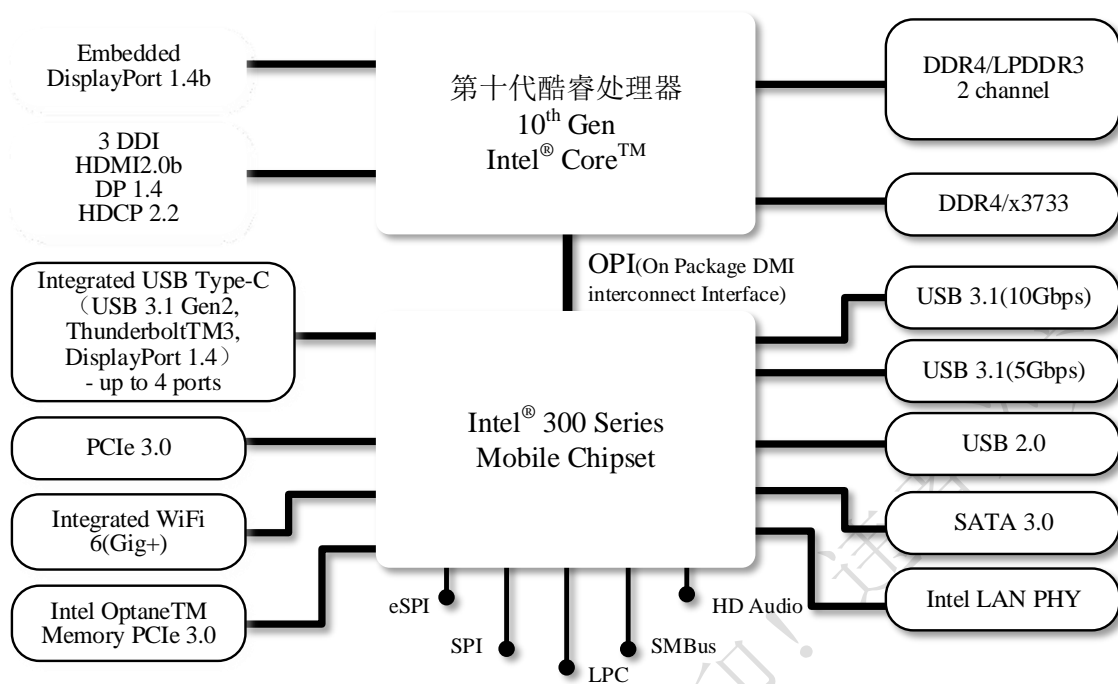 Embedded
DisplayPort 1.4b
3 DDI
HDMI2.0b
DP 1.4
HDCP 2.2
第十代酷睿处理器
10th Gen
Intel® Core™
DDR4/LPDDR3
2 channel
DDR4/x3733
OPI(On Package DMI
interconnect Interface)
Integrated USB Type-C
（USB 3.1 Gen2,
ThunderboltTM3,
DisplayPort 1.4）
- up to 4 ports
PCIe 3.0
Integrated WiFi
6(Gig+)
Intel OptaneTM
Memory PCIe 3.0
Intel® 300 Series
Mobile Chipset
USB 3.1(10Gbps)
USB 3.1(5Gbps)
USB 2.0
SATA 3.0
Intel LAN PHY
eSPI
SPI
LPC
SMBus
HD Audio